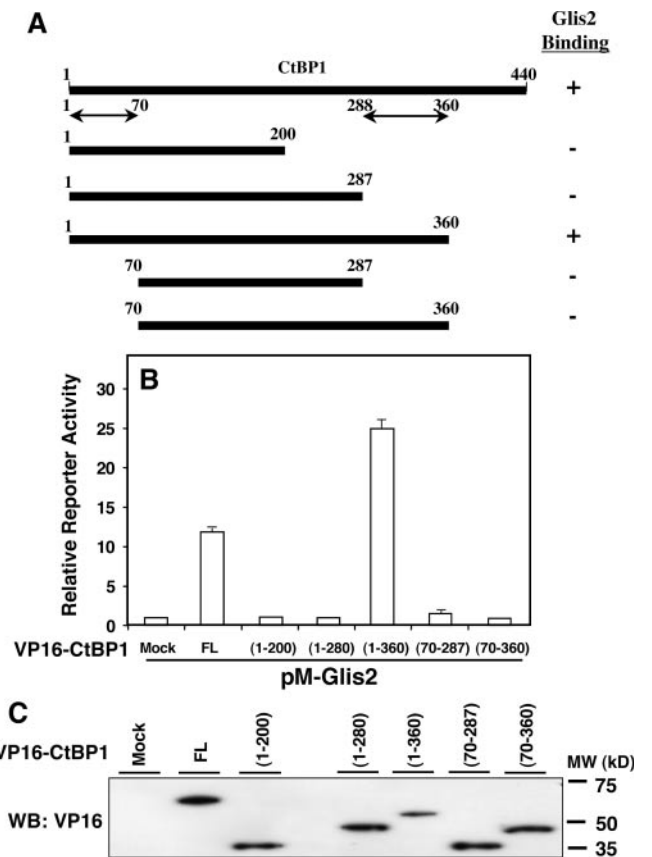 A
Glis2
Binding
CtBP1
1 440 +
1 70 288 360
1 200 -
1 287 -
1 360 +
70 287 -
70 360 -
B
Relative Reporter Activity
30
25
20
15
10
5
0
VP16-CtBP1 Mock FL (1-200) (1-280) (1-360) (70-287) (70-360)
pM-Glis2
C
VP16-CtBP1 Mock FL (1-200) (1-280) (1-360) (70-287) (70-360) MW (kD)
75
WB: VP16 50
35